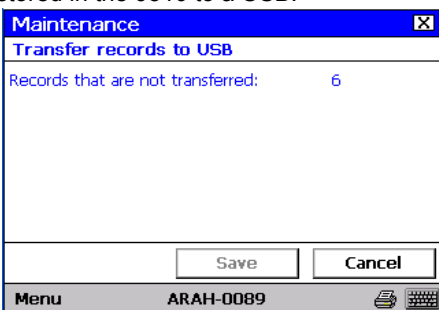 Maintenance X
Transfer records to USB
Records that are not transferred: 6
Save Cancel
Menu ARAH-0089